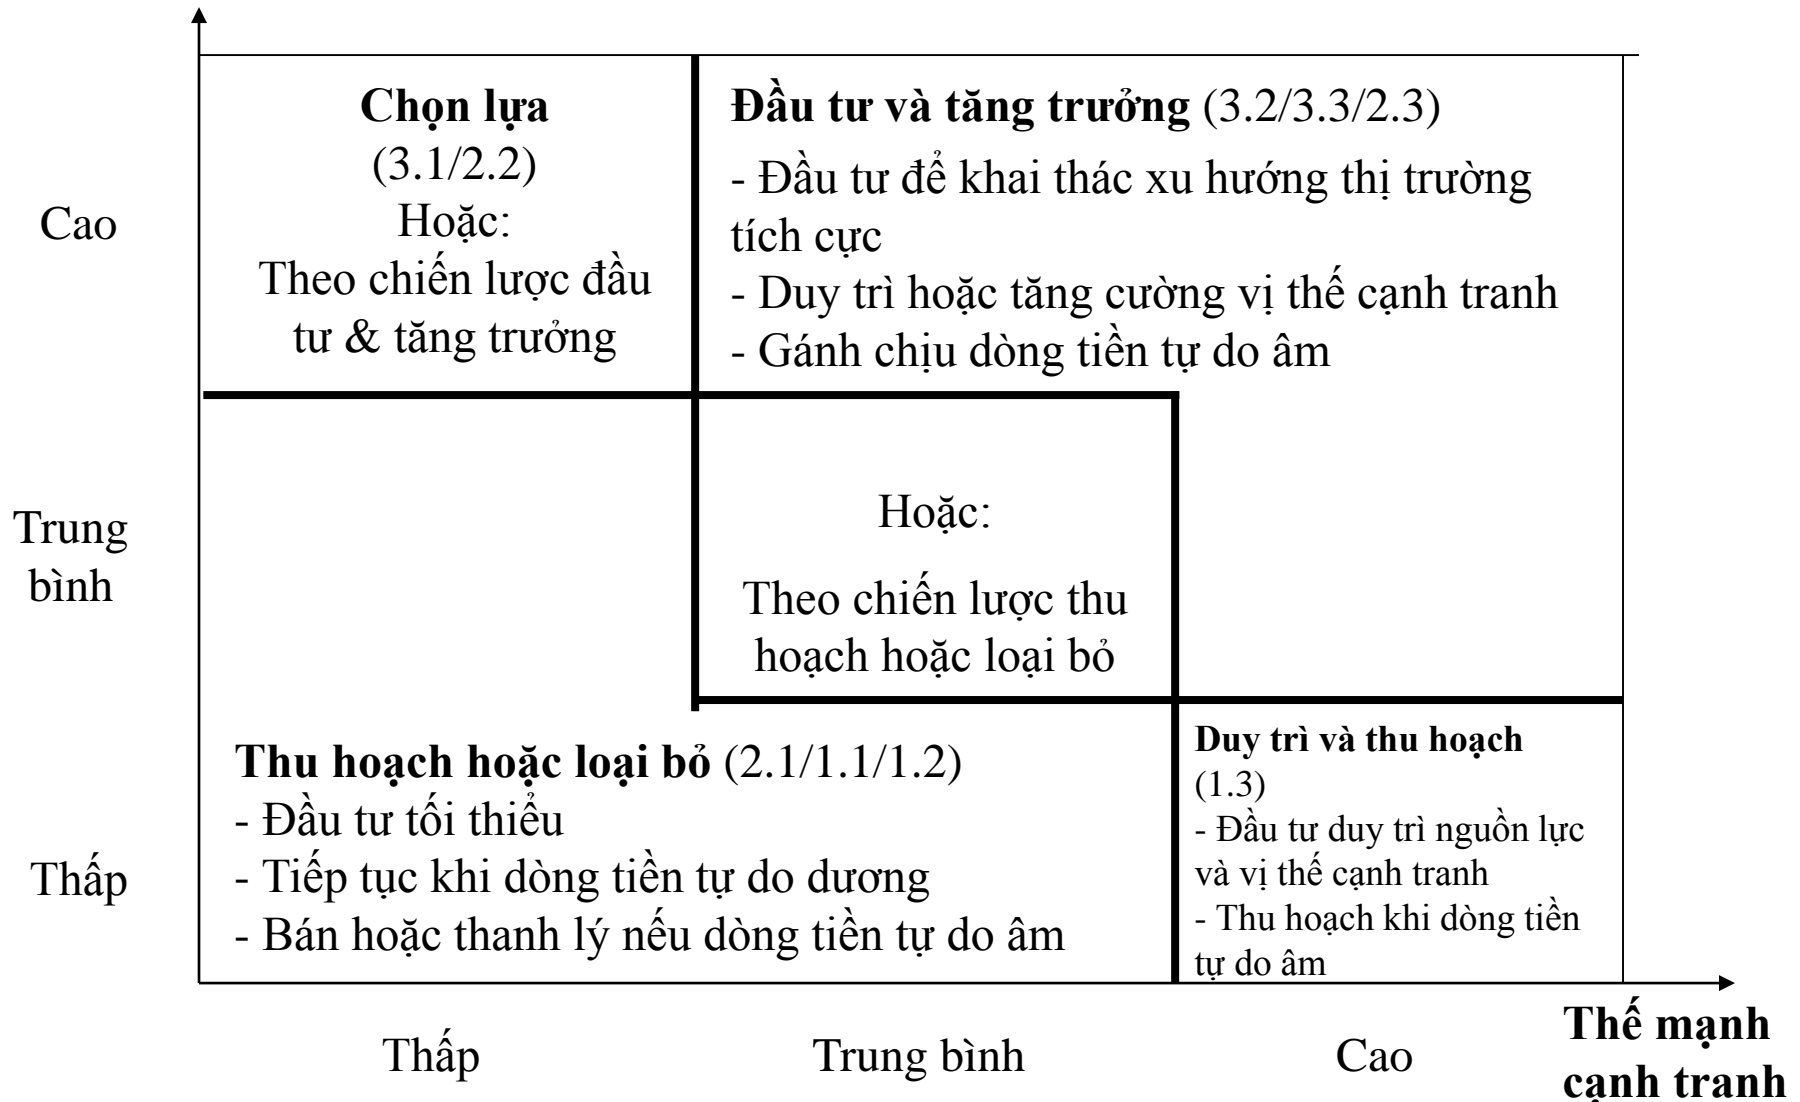 Chọn lựa
(3.1/2.2)
Hoặc:
Theo chiến lược đầu
tư & tăng trưởng
Đầu tư và tăng trưởng (3.2/3.3/2.3)
- Đầu tư để khai thác xu hướng thị trường
tích cực
- Duy trì hoặc tăng cường vị thế cạnh tranh
- Gánh chịu dòng tiền tự do âm
Cao
Trung
bình
Hoặc:
Theo chiến lược thu
hoạch hoặc loại bỏ
Thấp
Thu hoạch hoặc loại bỏ (2.1/1.1/1.2)
- Đầu tư tối thiểu
- Tiếp tục khi dòng tiền tự do dương
- Bán hoặc thanh lý nếu dòng tiền tự do âm
Duy trì và thu hoạch
(1.3)
- Đầu tư duy trì nguồn lực
và vị thế cạnh tranh
- Thu hoạch khi dòng tiền
tự do âm
Thấp
Trung bình
Cao
Thế mạnh
cạnh tranh